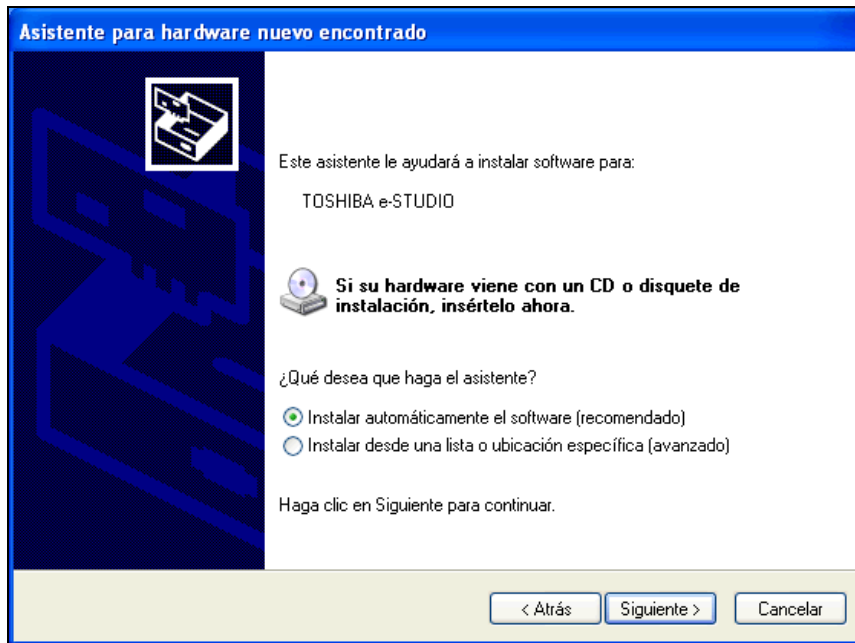 Asistente para hardware nuevo encontrado
Este asistente le ayudará a instalar software para:
TOSHIBA e-STUDIO
Si su hardware viene con un CD o disquete de
instalación, insértelo ahora.
¿Qué desea que haga el asistente?
Instalar automáticamente el software (recomendado)
Instalar desde una lista o ubicación específica (avanzado)
Haga clic en Siguiente para continuar.
< Atrás Siguiente > Cancelar